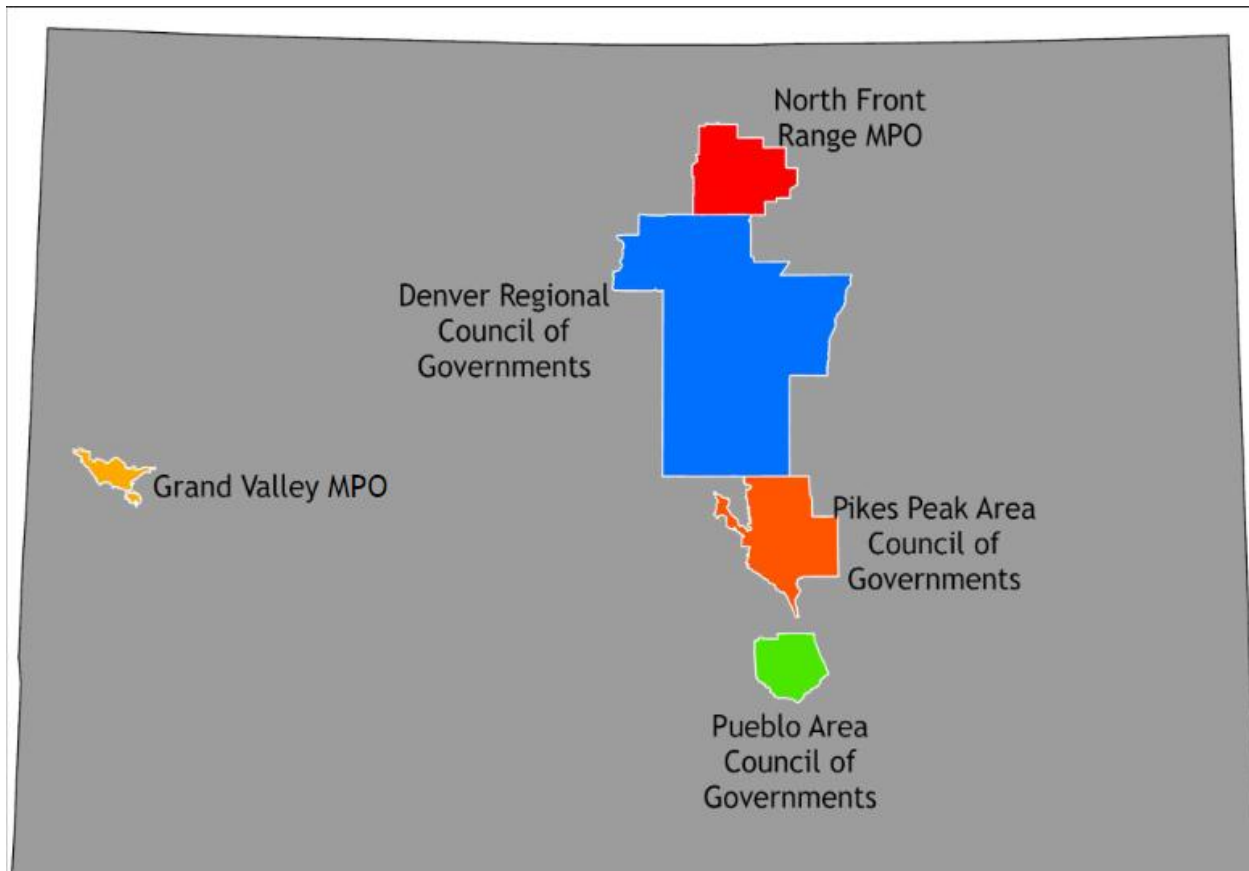 North Front
Range MPO
Denver Regional
Council of
Governments
Grand Valley MPO
Pikes Peak Area
Council of
Governments
Pueblo Area
Council of
Governments